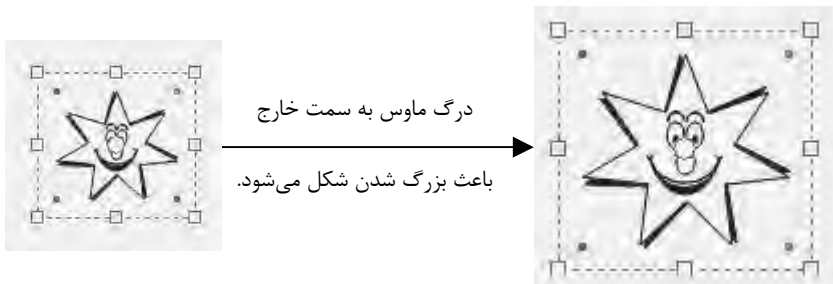 درگ ماوس به سمت خارج
باعث بزرگ شدن شکل می‌شود.